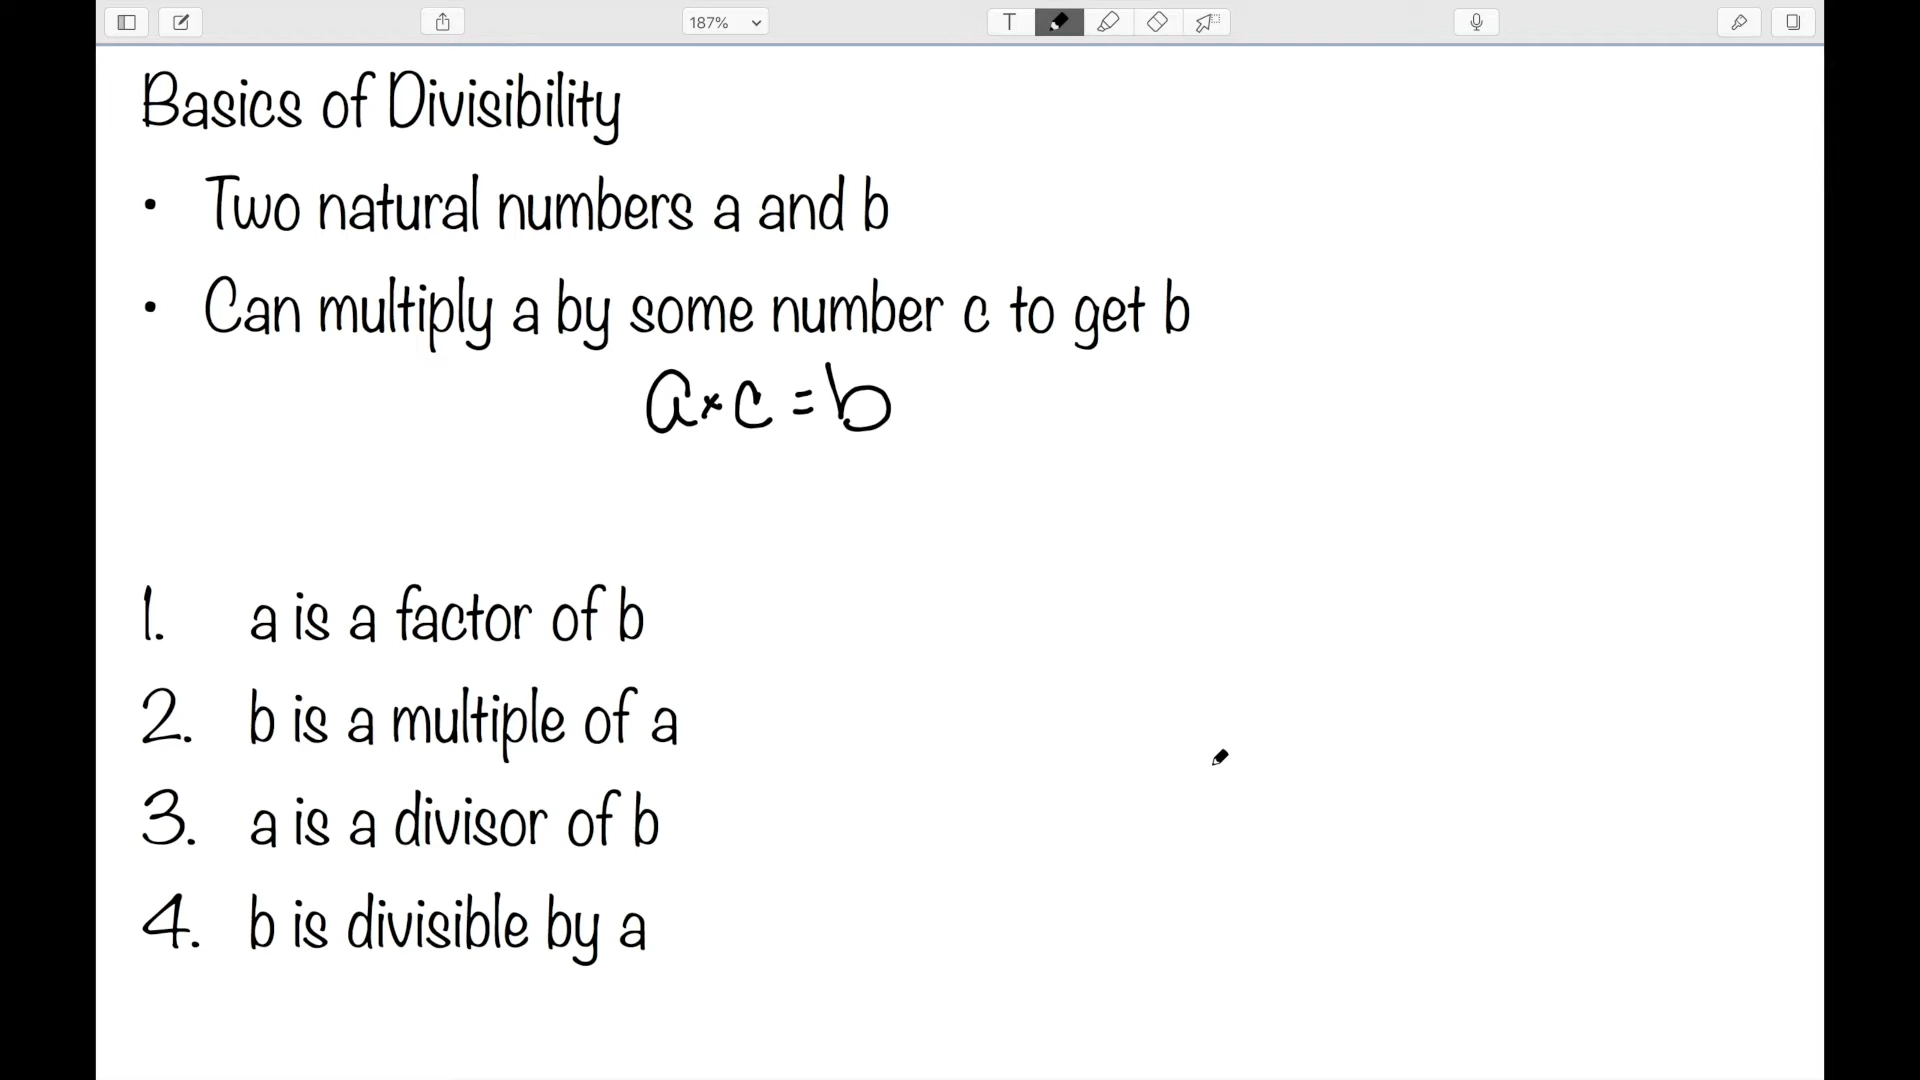 187%
T
Basics of Divisibility
• Two natural numbers a and b
• Can multiply a by some number c to get b
a × c = b
1. a is a factor of b
2. b is a multiple of a
3. a is a divisor of b
4. b is divisible by a